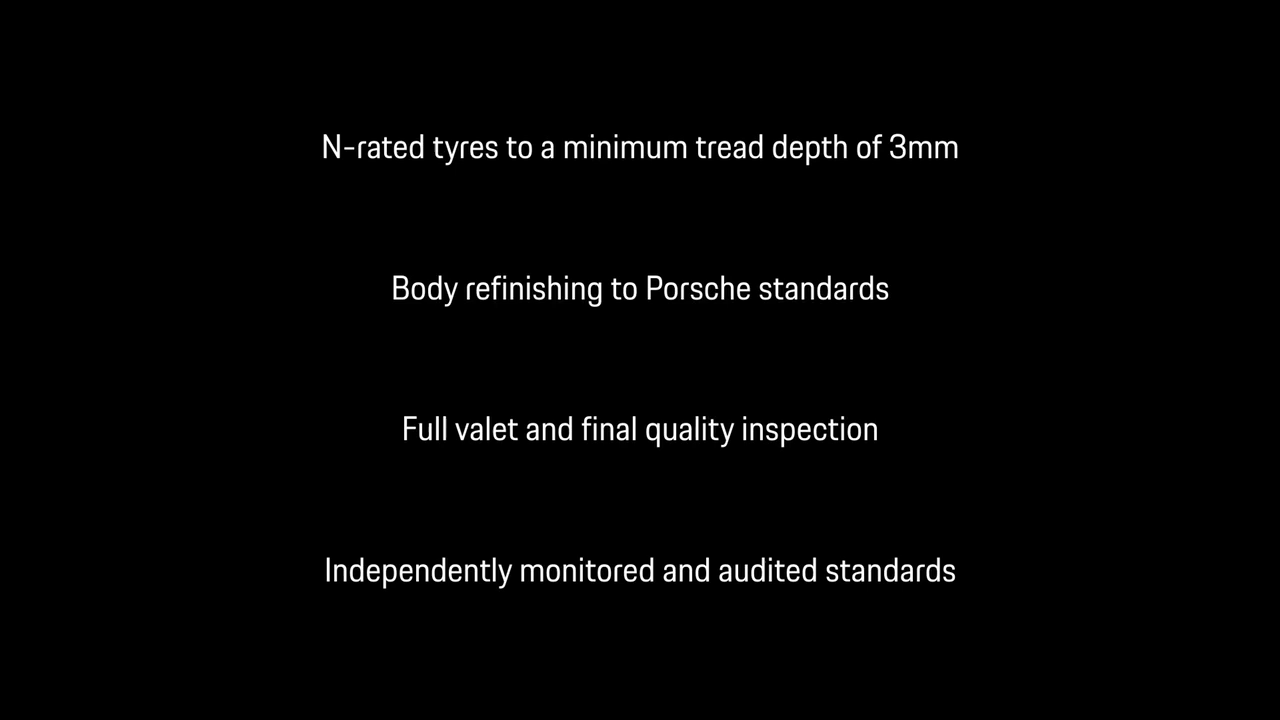 N-rated tyres to a minimum tread depth of 3mm
Body refinishing to Porsche standards
Full valet and final quality inspection
Independently monitored and audited standards